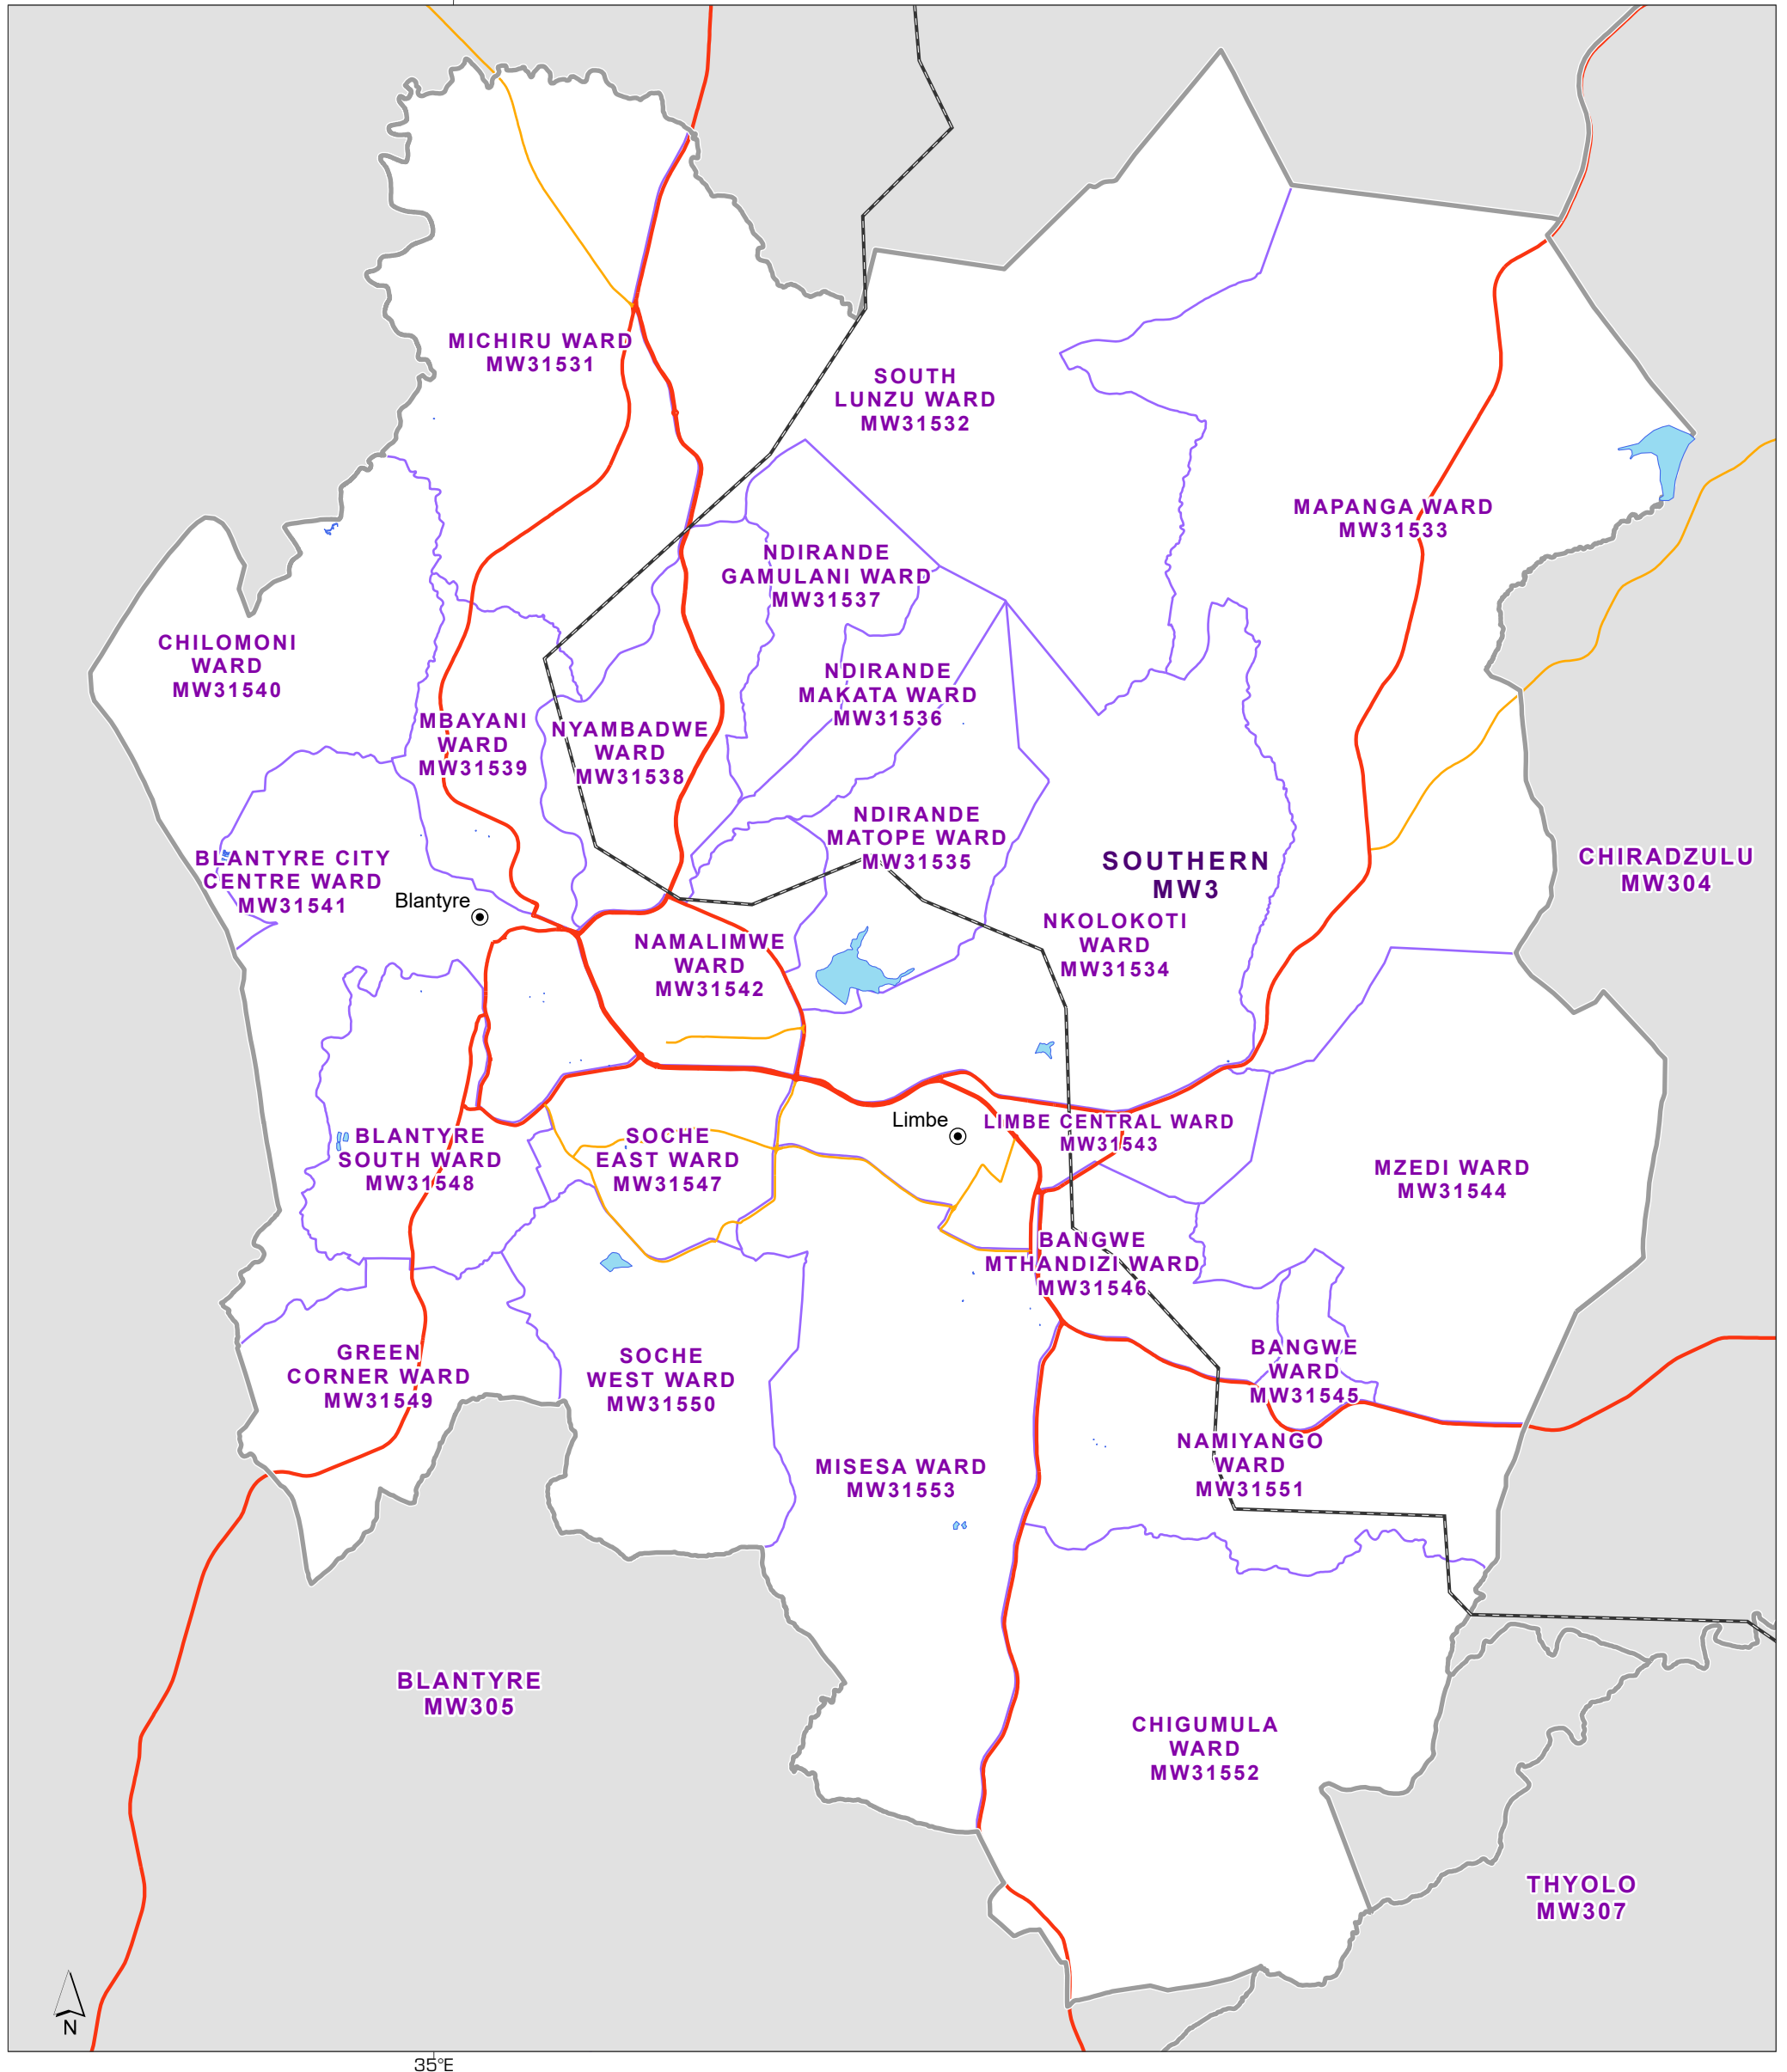 MICHIRU WARD
MW31531
SOUTH
LUNZU WARD
MW31532
MAPANGA WARD
MW31533
NDIRANDE
GAMULANI WARD
MW31537
CHILOMONI
WARD
MW31540
NDIRANDE
MAKATA WARD
MW31536
MBAYANI
WARD
MW31539
NYAMBADWE
WARD
MW31538
NDIRANDE
MATOPE WARD
MW31535
SOUTHERN
MW3
CHIRADZULU
MW304
BLANTYRE CITY
CENTRE WARD
MW31541
Blantyre
NKOLOKOTI
WARD
MW31534
NAMALIMWE
WARD
MW31542
Limbe
LIMBE CENTRAL WARD
MW31543
BLANTYRE
SOUTH WARD
MW31548
SOCHE
EAST WARD
MW31547
MZEDI WARD
MW31544
BANGWE
MTHANDIZI WARD
MW31546
GREEN
CORNER WARD
MW31549
SOCHE
WEST WARD
MW31550
BANGWE
WARD
MW31545
NAMIYANGO
WARD
MW31551
MISESA WARD
MW31553
BLANTYRE
MW305
CHIGUMULA
WARD
MW31552
THYOLO
MW307
N
35°E